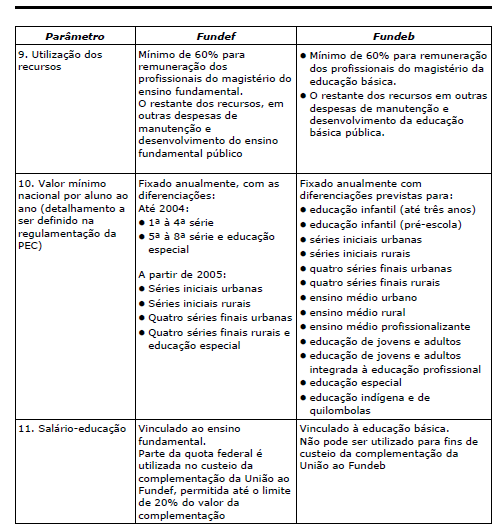 Parâmetro
Fundef
Fundeb
9. Utilização dos
recursos
Mínimo de 60% para
remuneração dos
profissionais do magistério do
ensino fundamental.
O restante dos recursos, em
outras despesas de
manutenção e
desenvolvimento do ensino
fundamental público
● Mínimo de 60% para remuneração
dos profissionais do magistério da
educação básica.
● O restante dos recursos em outras
despesas de manutenção e
desenvolvimento da educação
básica pública.
10. Valor mínimo
nacional por aluno ao
ano (detalhamento a
ser definido na
regulamentação da
PEC)
Fixado anualmente, com as
diferenciações:
Até 2004:
● 1ª à 4ª série
● 5ª à 8ª série e educação
especial
A partir de 2005:
● Séries iniciais urbanas
● Séries iniciais rurais
● Quatro séries finais urbanas
● Quatro séries finais rurais e
educação especial
Fixado anualmente com
diferenciações previstas para:
● educação infantil (até três anos)
● educação infantil (pré-escola)
● séries iniciais urbanas
● séries iniciais rurais
● quatro séries finais urbanas
● quatro séries finais rurais
● ensino médio urbano
● ensino médio rural
● ensino médio profissionalizante
● educação de jovens e adultos
● educação de jovens e adultos
integrada à educação profissional
● educação especial
● educação indígena e de
quilombolas
11. Salário-educação
Vinculado ao ensino
fundamental.
Parte da quota federal é
utilizada no custeio da
complementação da União ao
Fundef, permitida até o limite
de 20% do valor da
complementação
Vinculado à educação básica.
Não pode ser utilizado para fins de
custeio da complementação da
União ao Fundeb